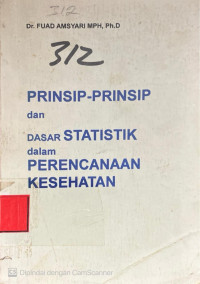 312
Dr. FUAD AMSYARI MPH, Ph,D
312
PRINSIP-PRINSIP
dan
DASAR STATISTIK
dalam
PERENCANAAN
KESEHATAN
Dipindai dengan CamScanner